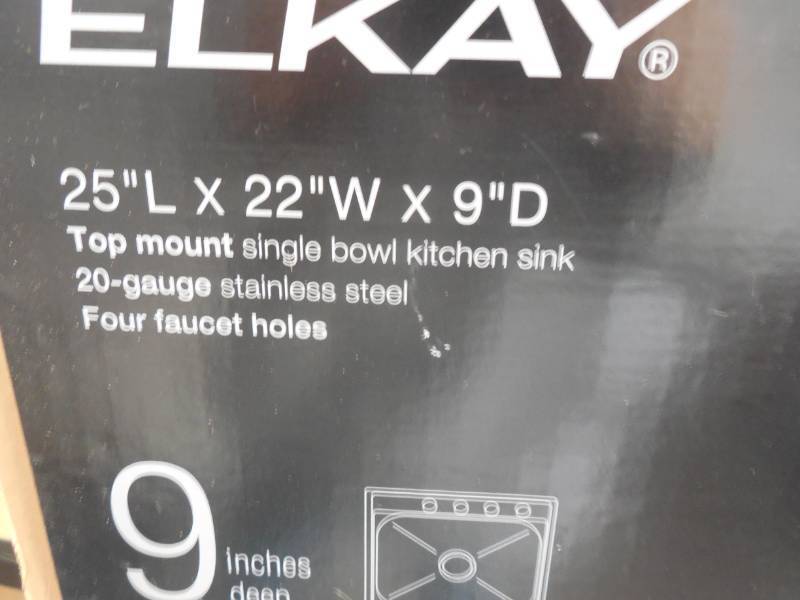 ELKAY®
25"L x 22"W x 9"D
Top mount single bowl kitchen sink
20-gauge stainless steel
Four faucet holes
9 inches
deep